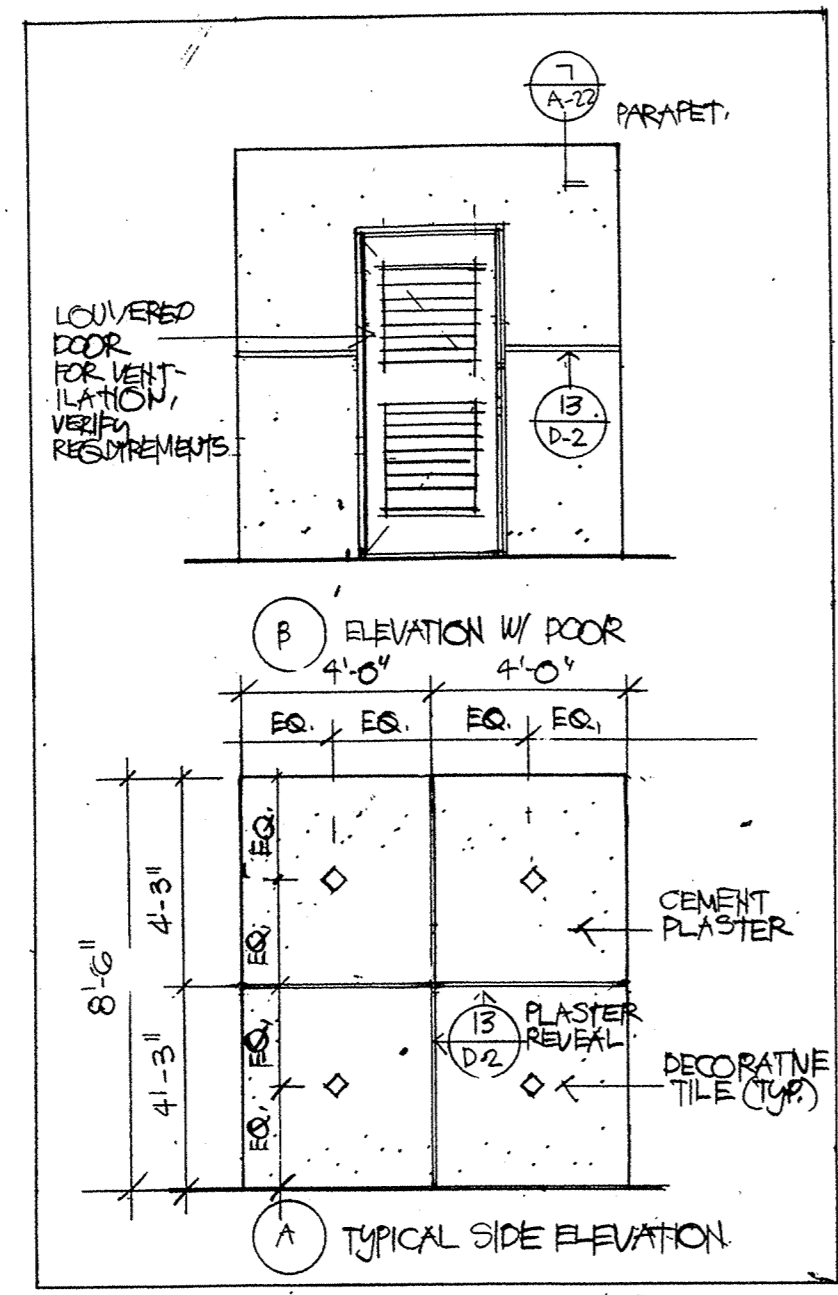 7
A-22
PARAPET.
LOUVERED
DOOR
FOR VENT-
ILATION,
VERIFY
REQUIREMENTS
13
D-2
B
ELEVATION W/ DOOR
4'-0" 4'-0"
EQ. EQ. EQ. EQ.
8'-6"
4'-3"
4'-3"
EQ.
EQ.
EQ.
EQ.
CEMENT
PLASTER
13
D-2
PLASTER
REVEAL
DECORATIVE
TILE (TYP.)
A
TYPICAL SIDE ELEVATION